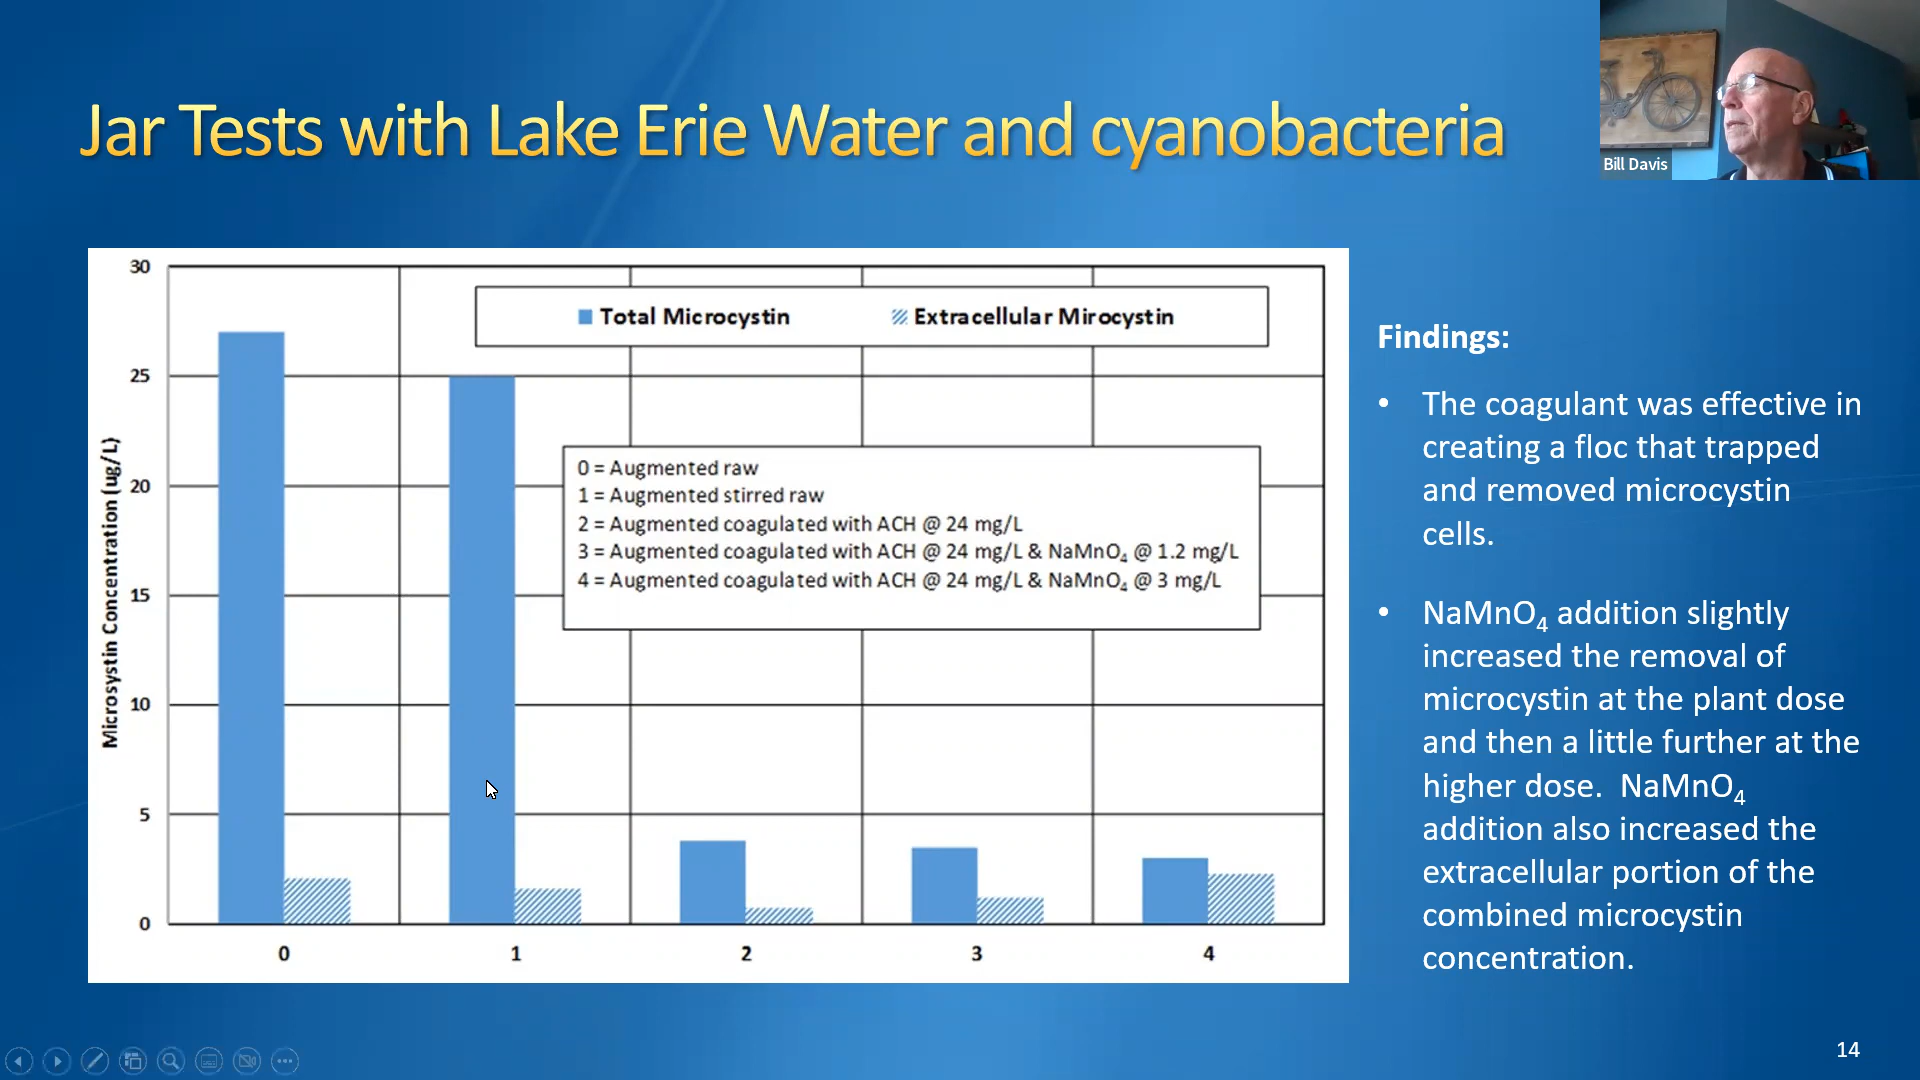 Jar Tests with Lake Erie Water and cyanobacteria
Bill Davis
30
25
20
15
10
5
0
Microsystin Concentration (ug/L)
Total Microcystin
Extracellular Mirocystin
0 = Augmented raw
1 = Augmented stirred raw
2 = Augmented coagulated with ACH @ 24 mg/L
3 = Augmented coagulated with ACH @ 24 mg/L & NaMnO₄ @ 1.2 mg/L
4 = Augmented coagulated with ACH @ 24 mg/L & NaMnO₄ @ 3 mg/L
0
1
2
3
4
Findings:
• The coagulant was effective in
creating a floc that trapped
and removed microcystin
cells.
• NaMnO₄ addition slightly
increased the removal of
microcystin at the plant dose
and then a little further at the
higher dose. NaMnO₄
addition also increased the
extracellular portion of the
combined microcystin
concentration.
14